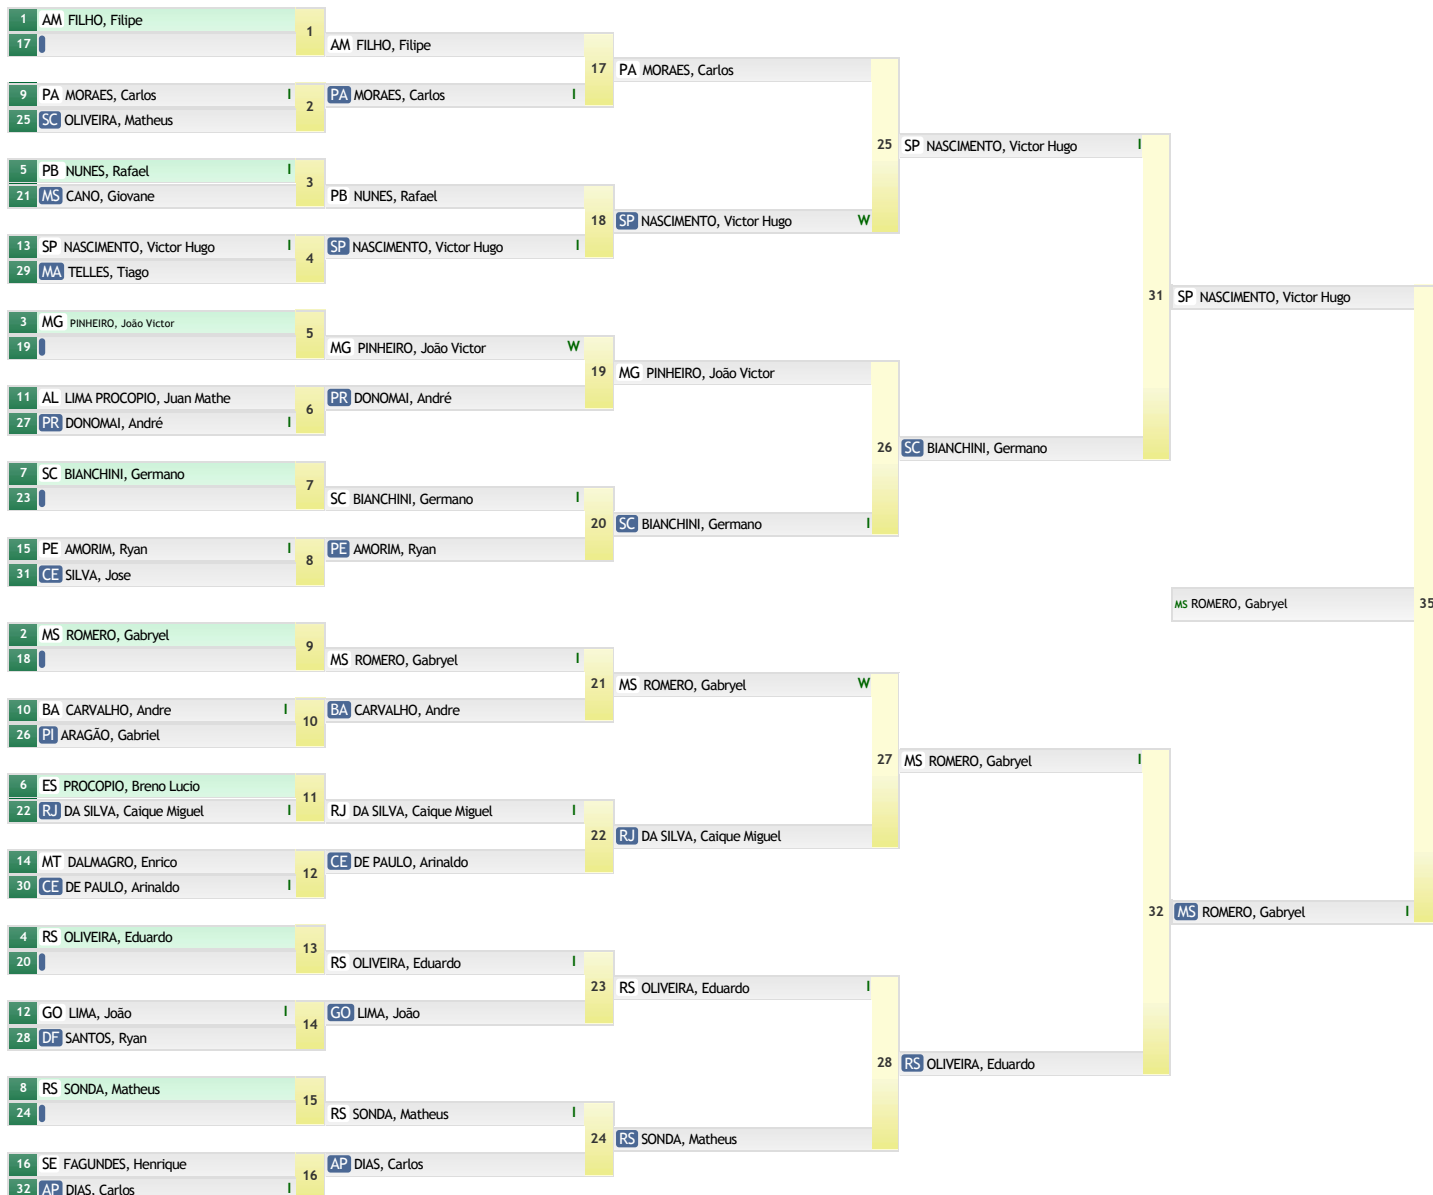 1 AM FILHO, Filipe
17
1
AM FILHO, Filipe
17
PA MORAES, Carlos
9 PA MORAES, Carlos I
25 SC OLIVEIRA, Matheus
2
PA MORAES, Carlos I
25
SP NASCIMENTO, Victor Hugo I
5 PB NUNES, Rafael I
21 MS CANO, Giovane
3
PB NUNES, Rafael
18
SP NASCIMENTO, Victor Hugo W
13 SP NASCIMENTO, Victor Hugo I
29 MA TELLES, Tiago
4
SP NASCIMENTO, Victor Hugo I
31
SP NASCIMENTO, Victor Hugo
3 MG PINHEIRO, João Victor
19
5
MG PINHEIRO, João Victor W
19
MG PINHEIRO, João Victor
11 AL LIMA PROCOPIO, Juan Mathe
27 PR DONOMAI, André I
6
PR DONOMAI, André
26
SC BIANCHINI, Germano
7 SC BIANCHINI, Germano
23
7
SC BIANCHINI, Germano I
20
SC BIANCHINI, Germano I
15 PE AMORIM, Ryan I
31 CE SILVA, Jose
8
PE AMORIM, Ryan
MS ROMERO, Gabryel
35
2 MS ROMERO, Gabryel
18
9
MS ROMERO, Gabryel I
21
MS ROMERO, Gabryel W
10 BA CARVALHO, Andre I
26 PI ARAGÃO, Gabriel
10
BA CARVALHO, Andre
27
MS ROMERO, Gabryel I
6 ES PROCOPIO, Breno Lucio
22 RJ DA SILVA, Caique Miguel I
11
RJ DA SILVA, Caique Miguel I
22
RJ DA SILVA, Caique Miguel
14 MT DALMAGRO, Enrico
30 CE DE PAULO, Arinaldo I
12
CE DE PAULO, Arinaldo
32
MS ROMERO, Gabryel I
4 RS OLIVEIRA, Eduardo
20
13
RS OLIVEIRA, Eduardo I
23
RS OLIVEIRA, Eduardo I
12 GO LIMA, João I
28 DF SANTOS, Ryan
14
GO LIMA, João
28
RS OLIVEIRA, Eduardo
8 RS SONDA, Matheus
24
15
RS SONDA, Matheus I
24
RS SONDA, Matheus
16 SE FAGUNDES, Henrique
32 AP DIAS, Carlos I
16
AP DIAS, Carlos